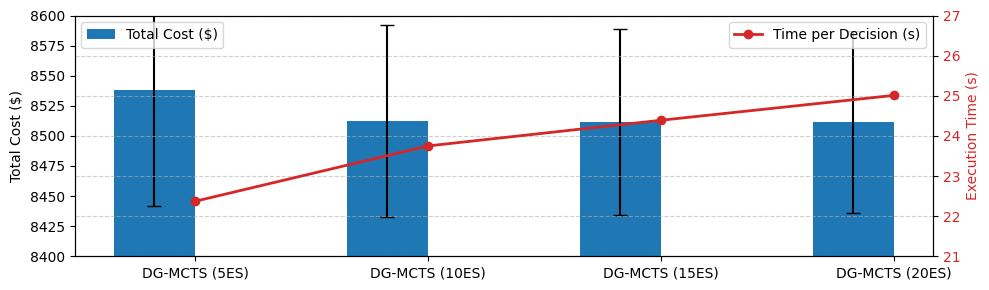 Total Cost ($)
8600
8575
8550
8525
8500
8475
8450
8425
8400
Total Cost ($)
Time per Decision (s)
27
26
25
24
23
22
21
Execution Time (s)
DG-MCTS (5ES)
DG-MCTS (10ES)
DG-MCTS (15ES)
DG-MCTS (20ES)